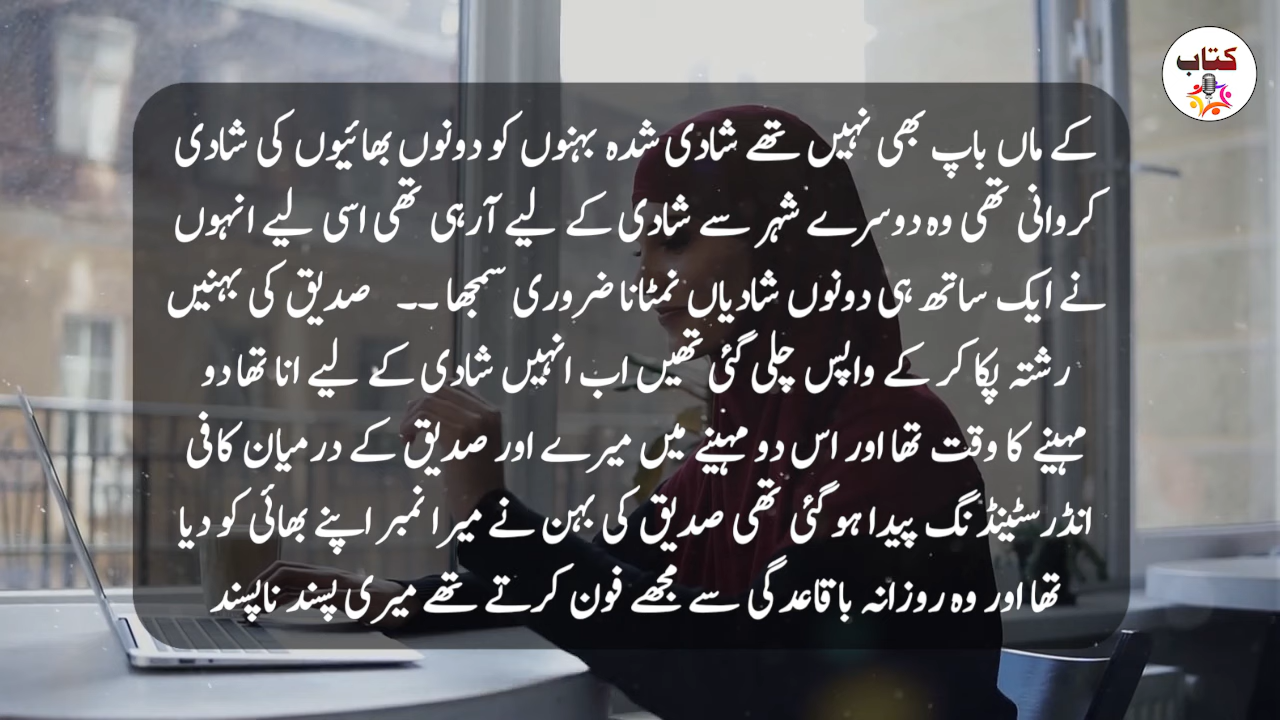 کتاب
کے ماں باپ بھی نہیں تھے شادی شدہ بہنوں کو دونوں بھائیوں کی شادی
کروانی تھی وہ دوسرے شہر سے شادی کے لیے آرہی تھی اسی لیے انہوں
نے ایک ساتھ ہی دونوں شادیاں نمٹانا ضروری سمجھا ۔۔ صدیق کی بہنیں
رشتہ پکا کر کے واپس چلی گئی تھیں اب انہیں شادی کے لیے انا تھا دو
مہینے کا وقت تھا اور اس دو مہینے میں میرے اور صدیق کے درمیان کافی
انڈرسٹینڈنگ پیدا ہو گئی تھی صدیق کی بہن نے میرا نمبر اپنے بھائی کو دیا
تھا اور وہ روزانہ باقاعدگی سے مجھے فون کرتے تھے میری پسند ناپسند